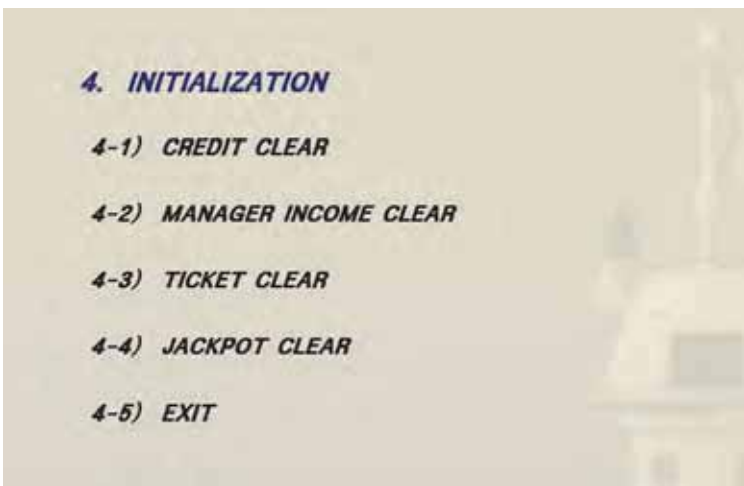 4. INITIALIZATION
4-1) CREDIT CLEAR
4-2) MANAGER INCOME CLEAR
4-3) TICKET CLEAR
4-4) JACKPOT CLEAR
4-5) EXIT